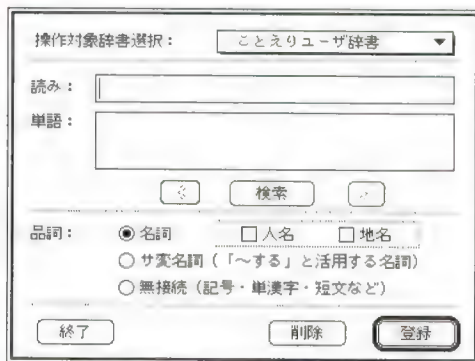 操作対象辞書選択： ことえりユーザ辞書
読み：
単語：
検索
品詞： 名詞 人名 地名
サ変名詞（「～する」と活用する名詞）
無接続（記号・単漢字・短文など）
終了 削除 登録